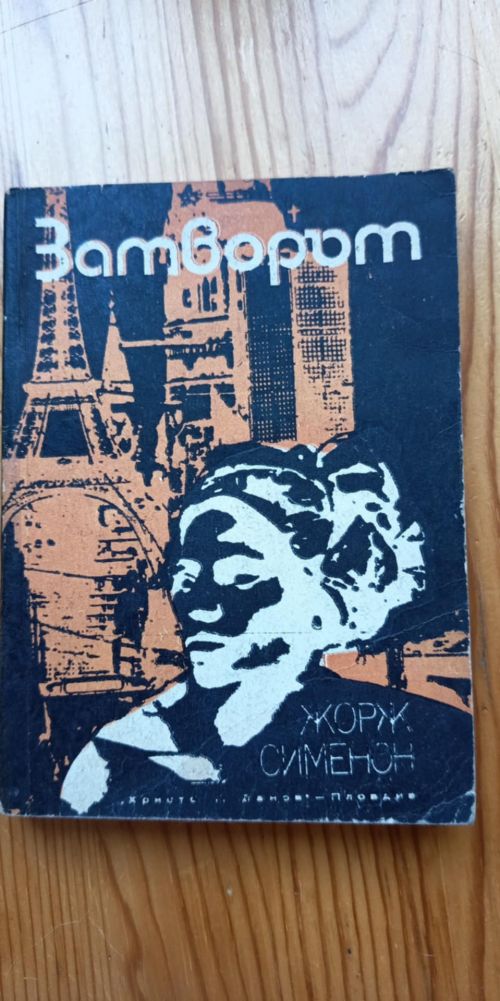 Затворът
ЖОРЖ
СИМЕНОН
„Христо Г. Данов“ — Пловдив